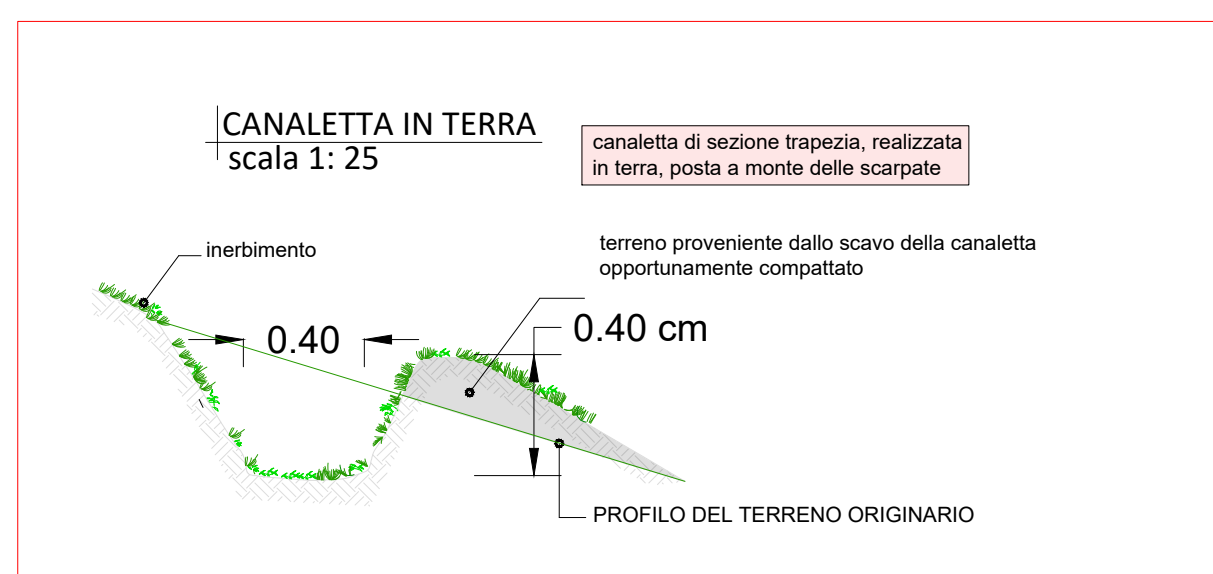 CANALETTA IN TERRA
scala 1: 25
canaletta di sezione trapezia, realizzata
in terra, posta a monte delle scarpate
inerbimento
terreno proveniente dallo scavo della canaletta
opportunamente compattato
0.40
0.40 cm
PROFILO DEL TERRENO ORIGINARIO